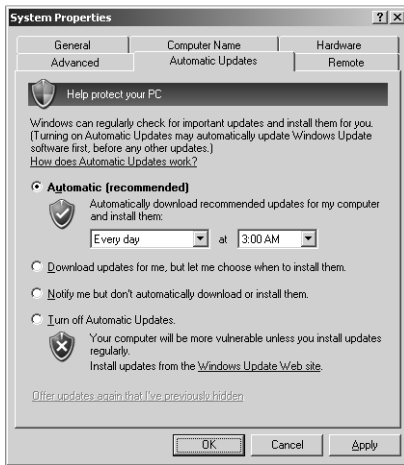 System Properties
General
Computer Name
Hardware
Advanced
Automatic Updates
Remote
Help protect your PC
Windows can regularly check for important updates and install them for you.
(Turning on Automatic Updates may automatically update Windows Update
software first, before any other updates.)
How does Automatic Updates work?
Automatic (recommended)
Automatically download recommended updates for my computer
and install them:
Every day
at
3:00 AM
Download updates for me, but let me choose when to install them.
Notify me but don't automatically download or install them.
Turn off Automatic Updates.
Your computer will be more vulnerable unless you install updates
regularly.
Install updates from the Windows Update Web site.
Offer updates again that I've previously hidden
OK
Cancel
Apply